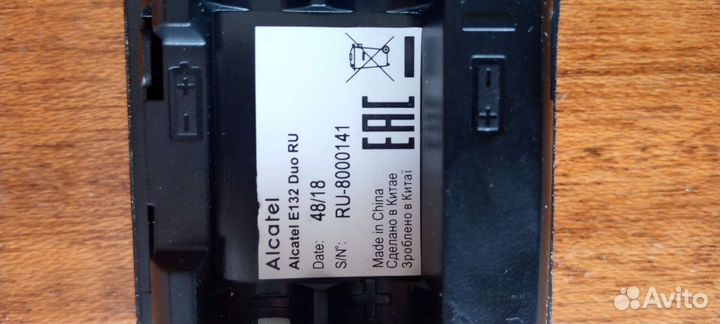 Alcatel
Alcatel E132 Duo RU
Date: 48/18
S/N°: RU-8000141
EAC
Made in China
Сделано в Китае
Зроблено в Китаї
Avito